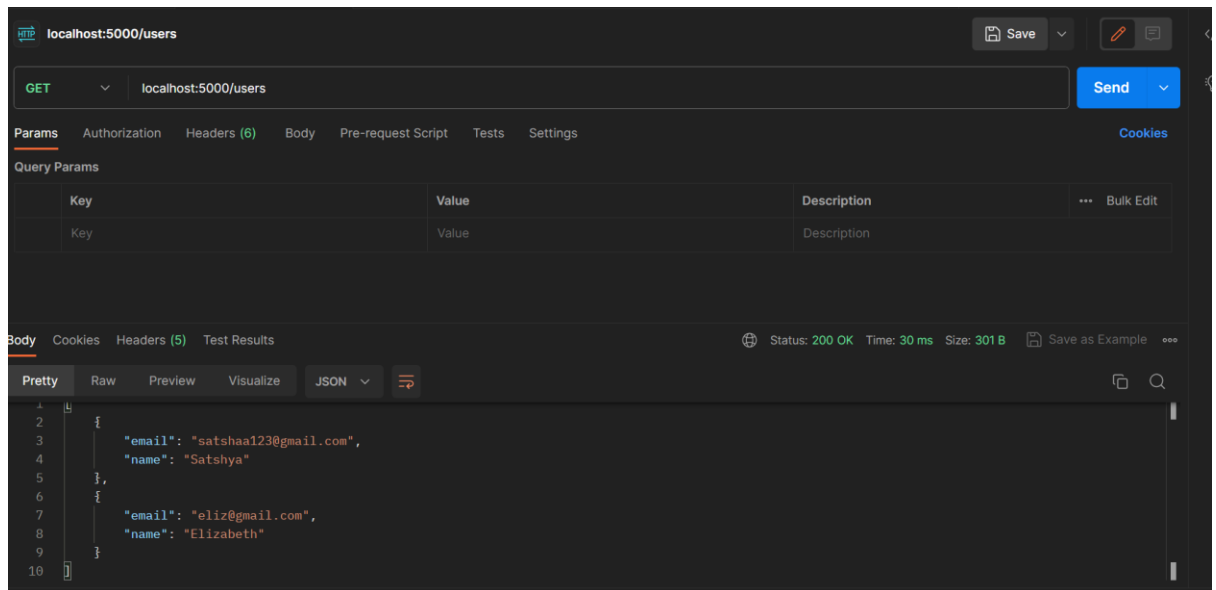 HTTP localhost:5000/users Save
GET localhost:5000/users Send
Params Authorization Headers (6) Body Pre-request Script Tests Settings Cookies
Query Params
Key Value Description ••• Bulk Edit
Key Value Description
Body Cookies Headers (5) Test Results Status: 200 OK Time: 30 ms Size: 301 B Save as Example •••
Pretty Raw Preview Visualize JSON
1 [
2 {
3 "email": "satshaa123@gmail.com",
4 "name": "Satshya"
5 },
6 {
7 "email": "eliz@gmail.com",
8 "name": "Elizabeth"
9 }
10 ]